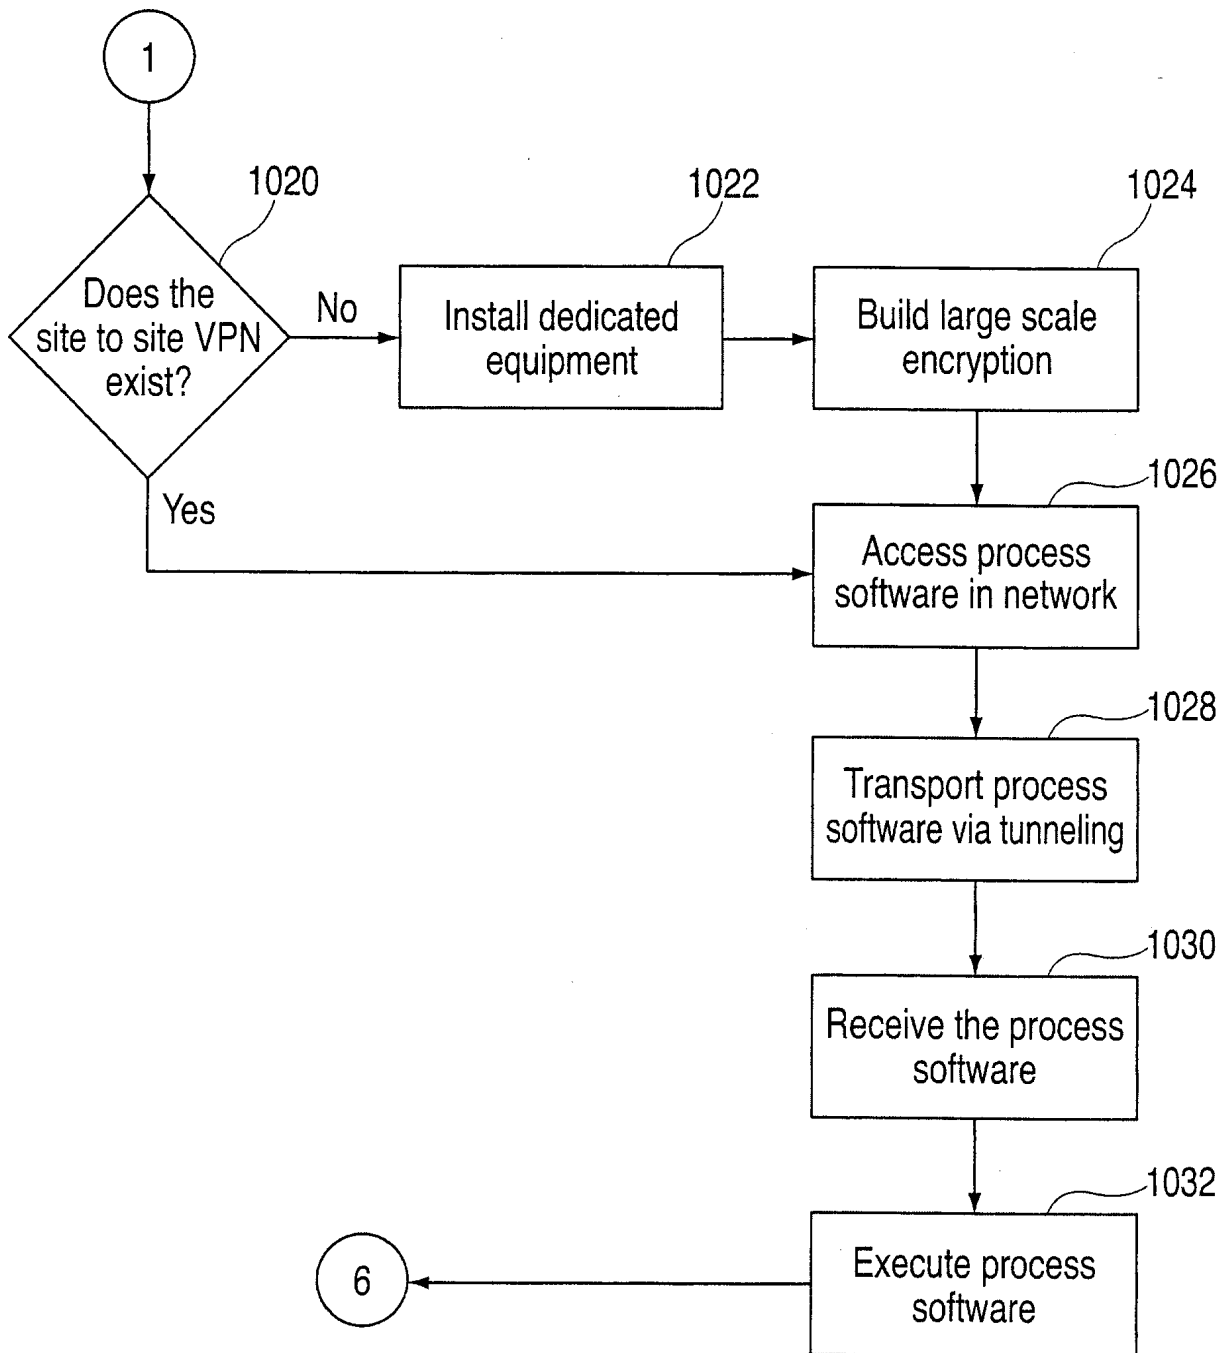 1
1020
Does the
site to site VPN
exist?
No
1022
Install dedicated
equipment
1024
Build large scale
encryption
Yes
1026
Access process
software in network
1028
Transport process
software via tunneling
1030
Receive the process
software
1032
Execute process
software
6